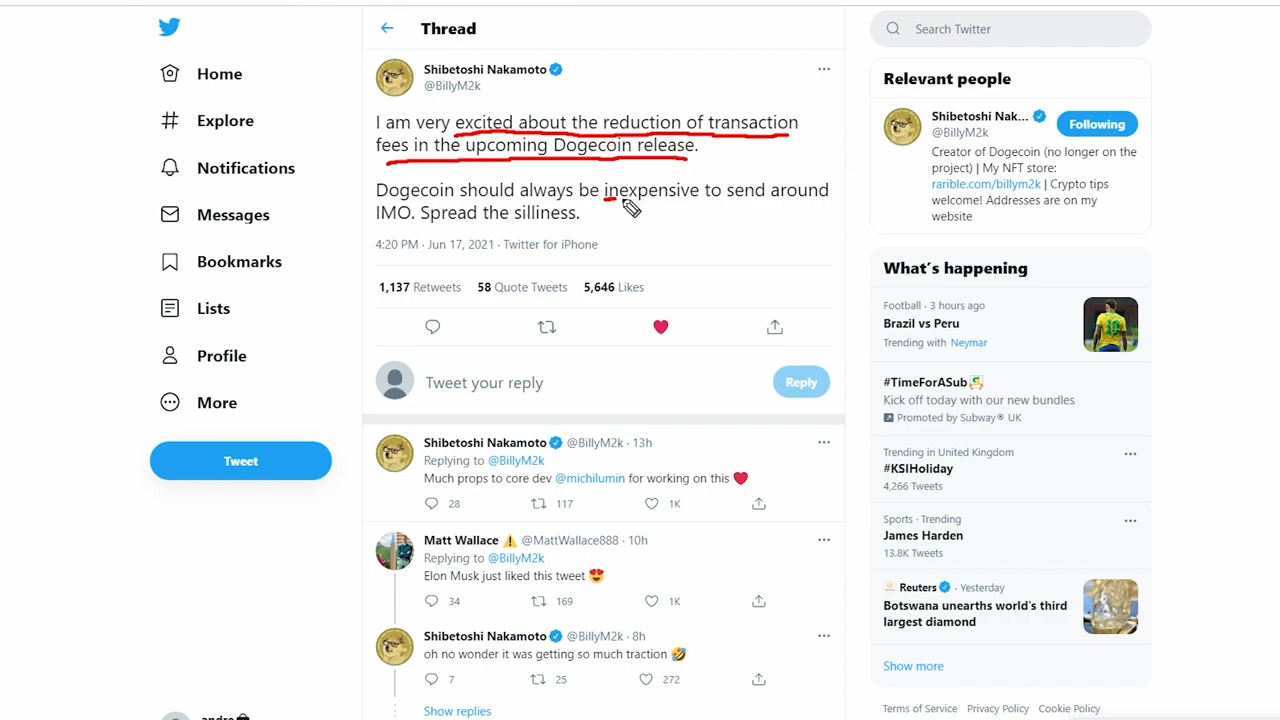 Home
Explore
Notifications
Messages
Bookmarks
Lists
Profile
More
Tweet
Thread
Shibetoshi Nakamoto
@BillyM2k
I am very excited about the reduction of transaction
fees in the upcoming Dogecoin release.
Dogecoin should always be inexpensive to send around
IMO. Spread the silliness.
4:20 PM · Jun 17, 2021 · Twitter for iPhone
1,137 Retweets 58 Quote Tweets 5,646 Likes
Tweet your reply
Reply
Shibetoshi Nakamoto @BillyM2k · 13h
Replying to @BillyM2k
Much props to core dev @michilumin for working on this ❤️
28 117 1K
Matt Wallace ⚠️ @MattWallace888 · 10h
Replying to @BillyM2k
Elon Musk just liked this tweet 😍
34 169 1K
Shibetoshi Nakamoto @BillyM2k · 8h
oh no wonder it was getting so much traction 🤣
7 25 272
Show replies
Search Twitter
Relevant people
Shibetoshi Nak...
@BillyM2k
Following
Creator of Dogecoin (no longer on the
project) | My NFT store:
rarible.com/billym2k | Crypto tips
welcome! Addresses are on my
website
What's happening
Football · 3 hours ago
Brazil vs Peru
Trending with Neymar
#TimeForASub
Kick off today with our new bundles
Promoted by Subway® UK
Trending in United Kingdom
#KSIHoliday
4,266 Tweets
Sports · Trending
James Harden
13.8K Tweets
Reuters · Yesterday
Botswana unearths world's third
largest diamond
Show more
Terms of Service Privacy Policy Cookie Policy